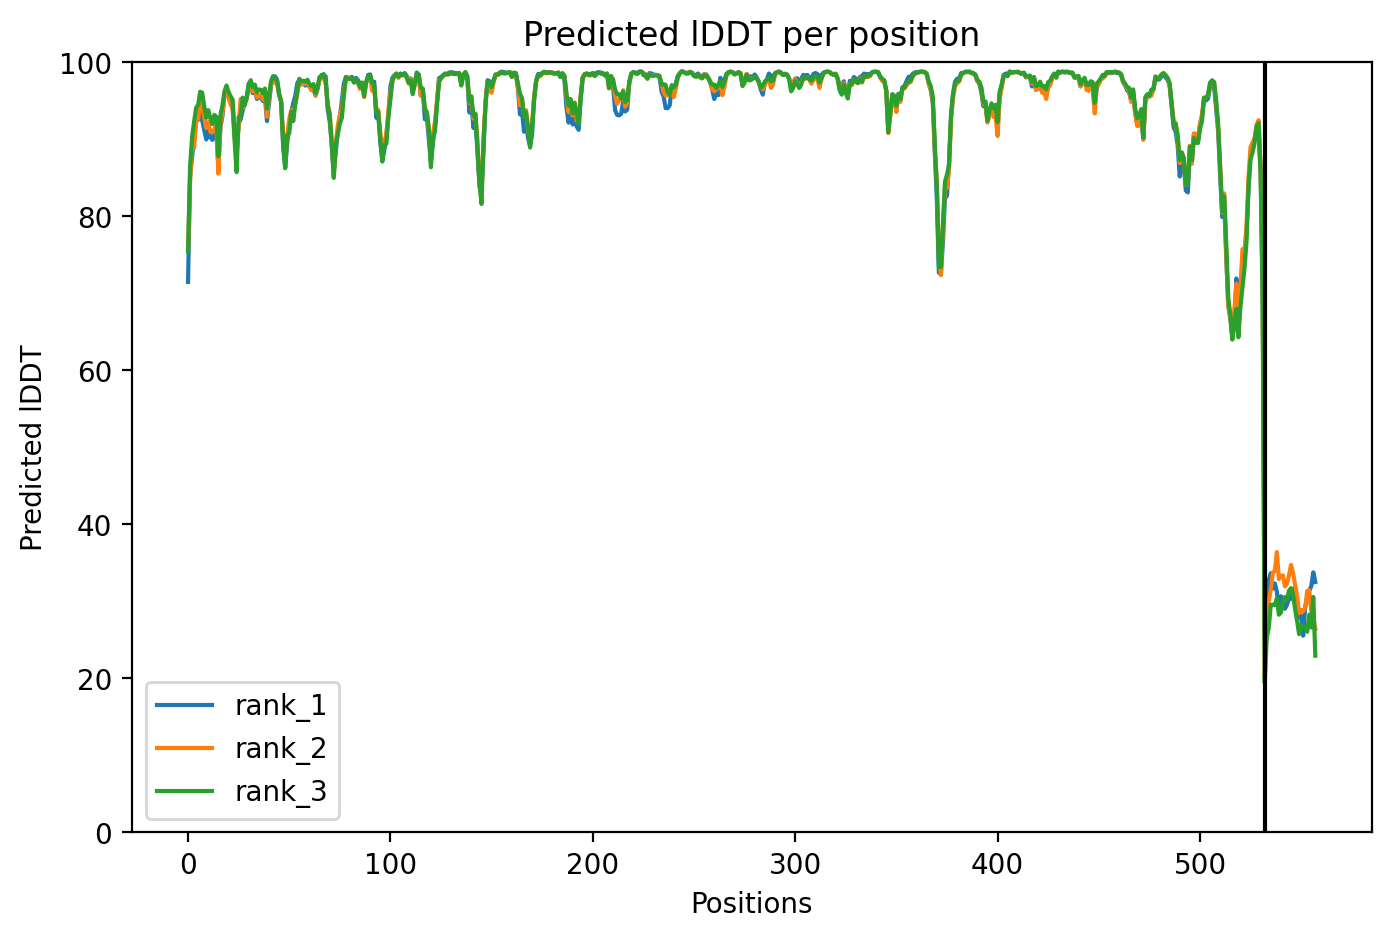 Predicted lDDT per position
100
80
60
40
20
0
Predicted lDDT
rank_1
rank_2
rank_3
0 100 200 300 400 500
Positions